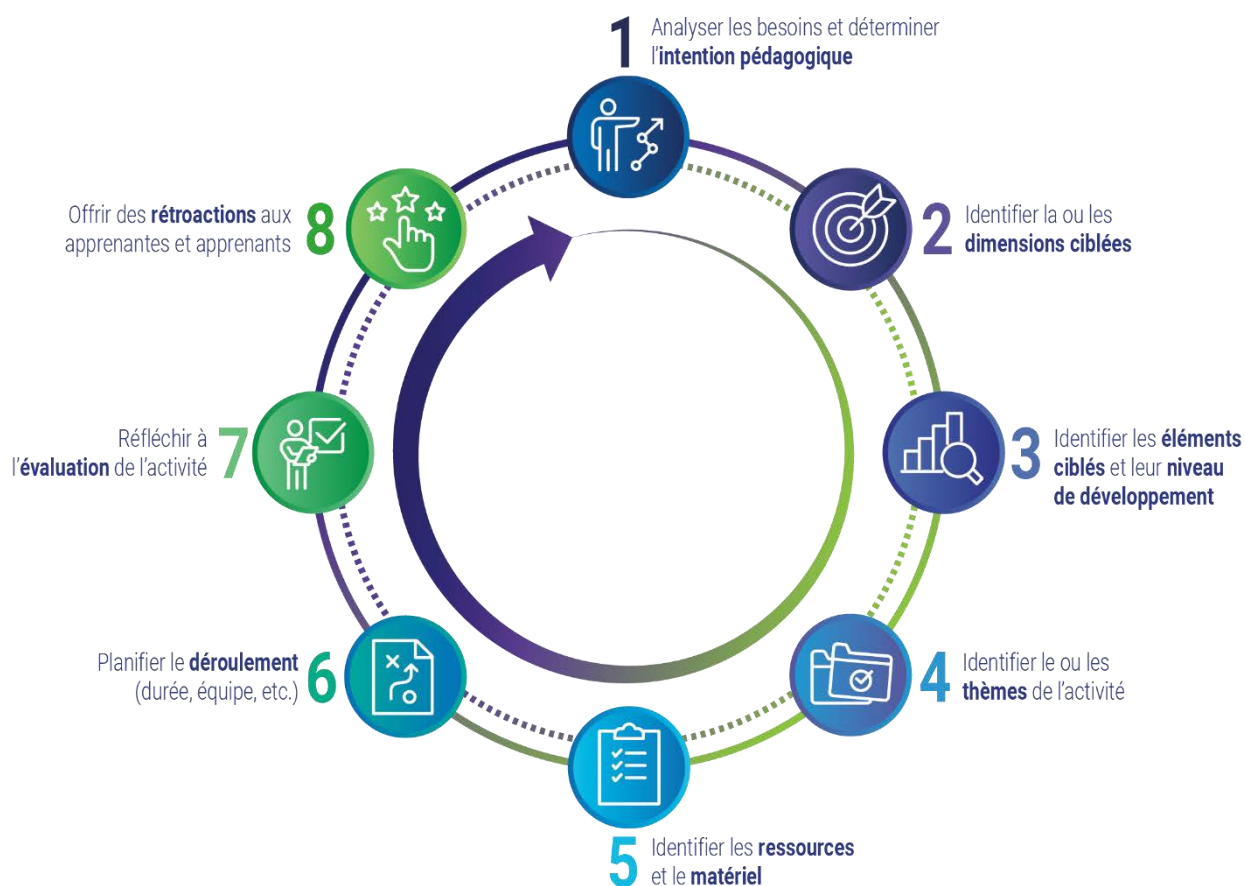 1
Analyser les besoins et déterminer
l'intention pédagogique
2
Identifier la ou les
dimensions ciblées
3
Identifier les éléments
ciblés et leur niveau
de développement
4
Identifier le ou les
thèmes de l'activité
5
Identifier les ressources
et le matériel
6
Planifier le déroulement
(durée, équipe, etc.)
7
Réfléchir à
l'évaluation de l'activité
8
Offrir des rétroactions aux
apprenantes et apprenants